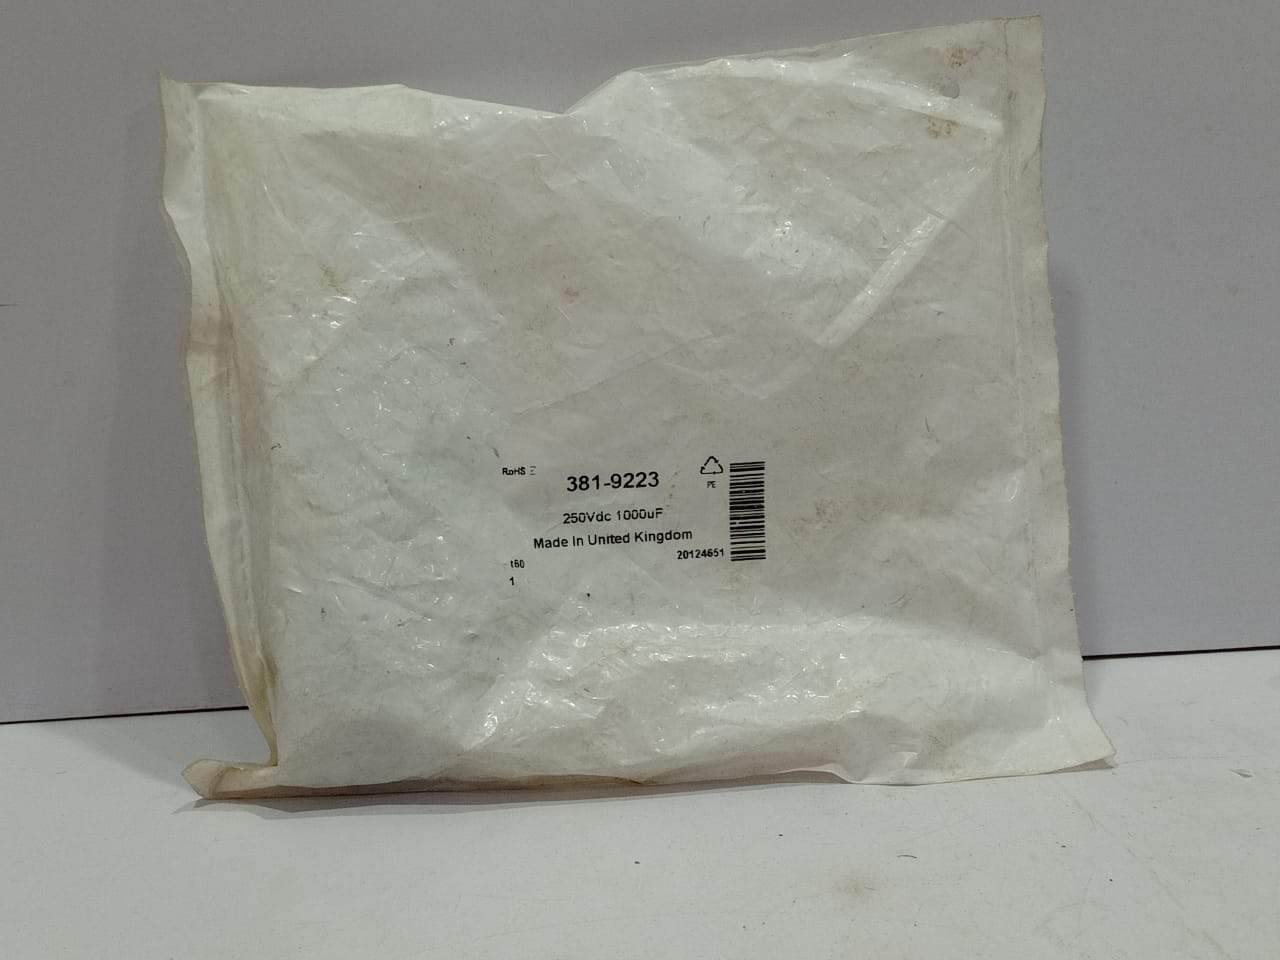 RoHS
381-9223
PE
250Vdc 1000uF
Made In United Kingdom
20124651
t60
1